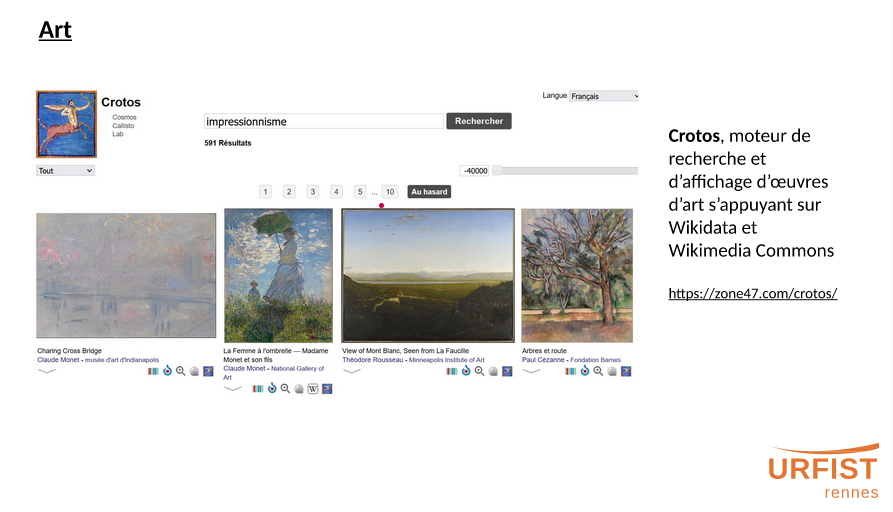 Art
Crotos
Cosmos
Callisto
Lab
Langue Français
impressionnisme Rechercher
591 Résultats
Tout -40000
1 2 3 4 5 ... 10 Au hasard
Charing Cross Bridge
Claude Monet - musée d'art d'Indianapolis
La Femme à l'ombrelle — Madame
Monet et son fils
Claude Monet - National Gallery of
Art
W
View of Mont Blanc, Seen from La Faucille
Théodore Rousseau - Minneapolis Institute of Art
Arbres et route
Paul Cézanne - Fondation Barnes
Crotos, moteur de
recherche et
d’affichage d’œuvres
d’art s’appuyant sur
Wikidata et
Wikimedia Commons
https://zone47.com/crotos/
URFIST
rennes